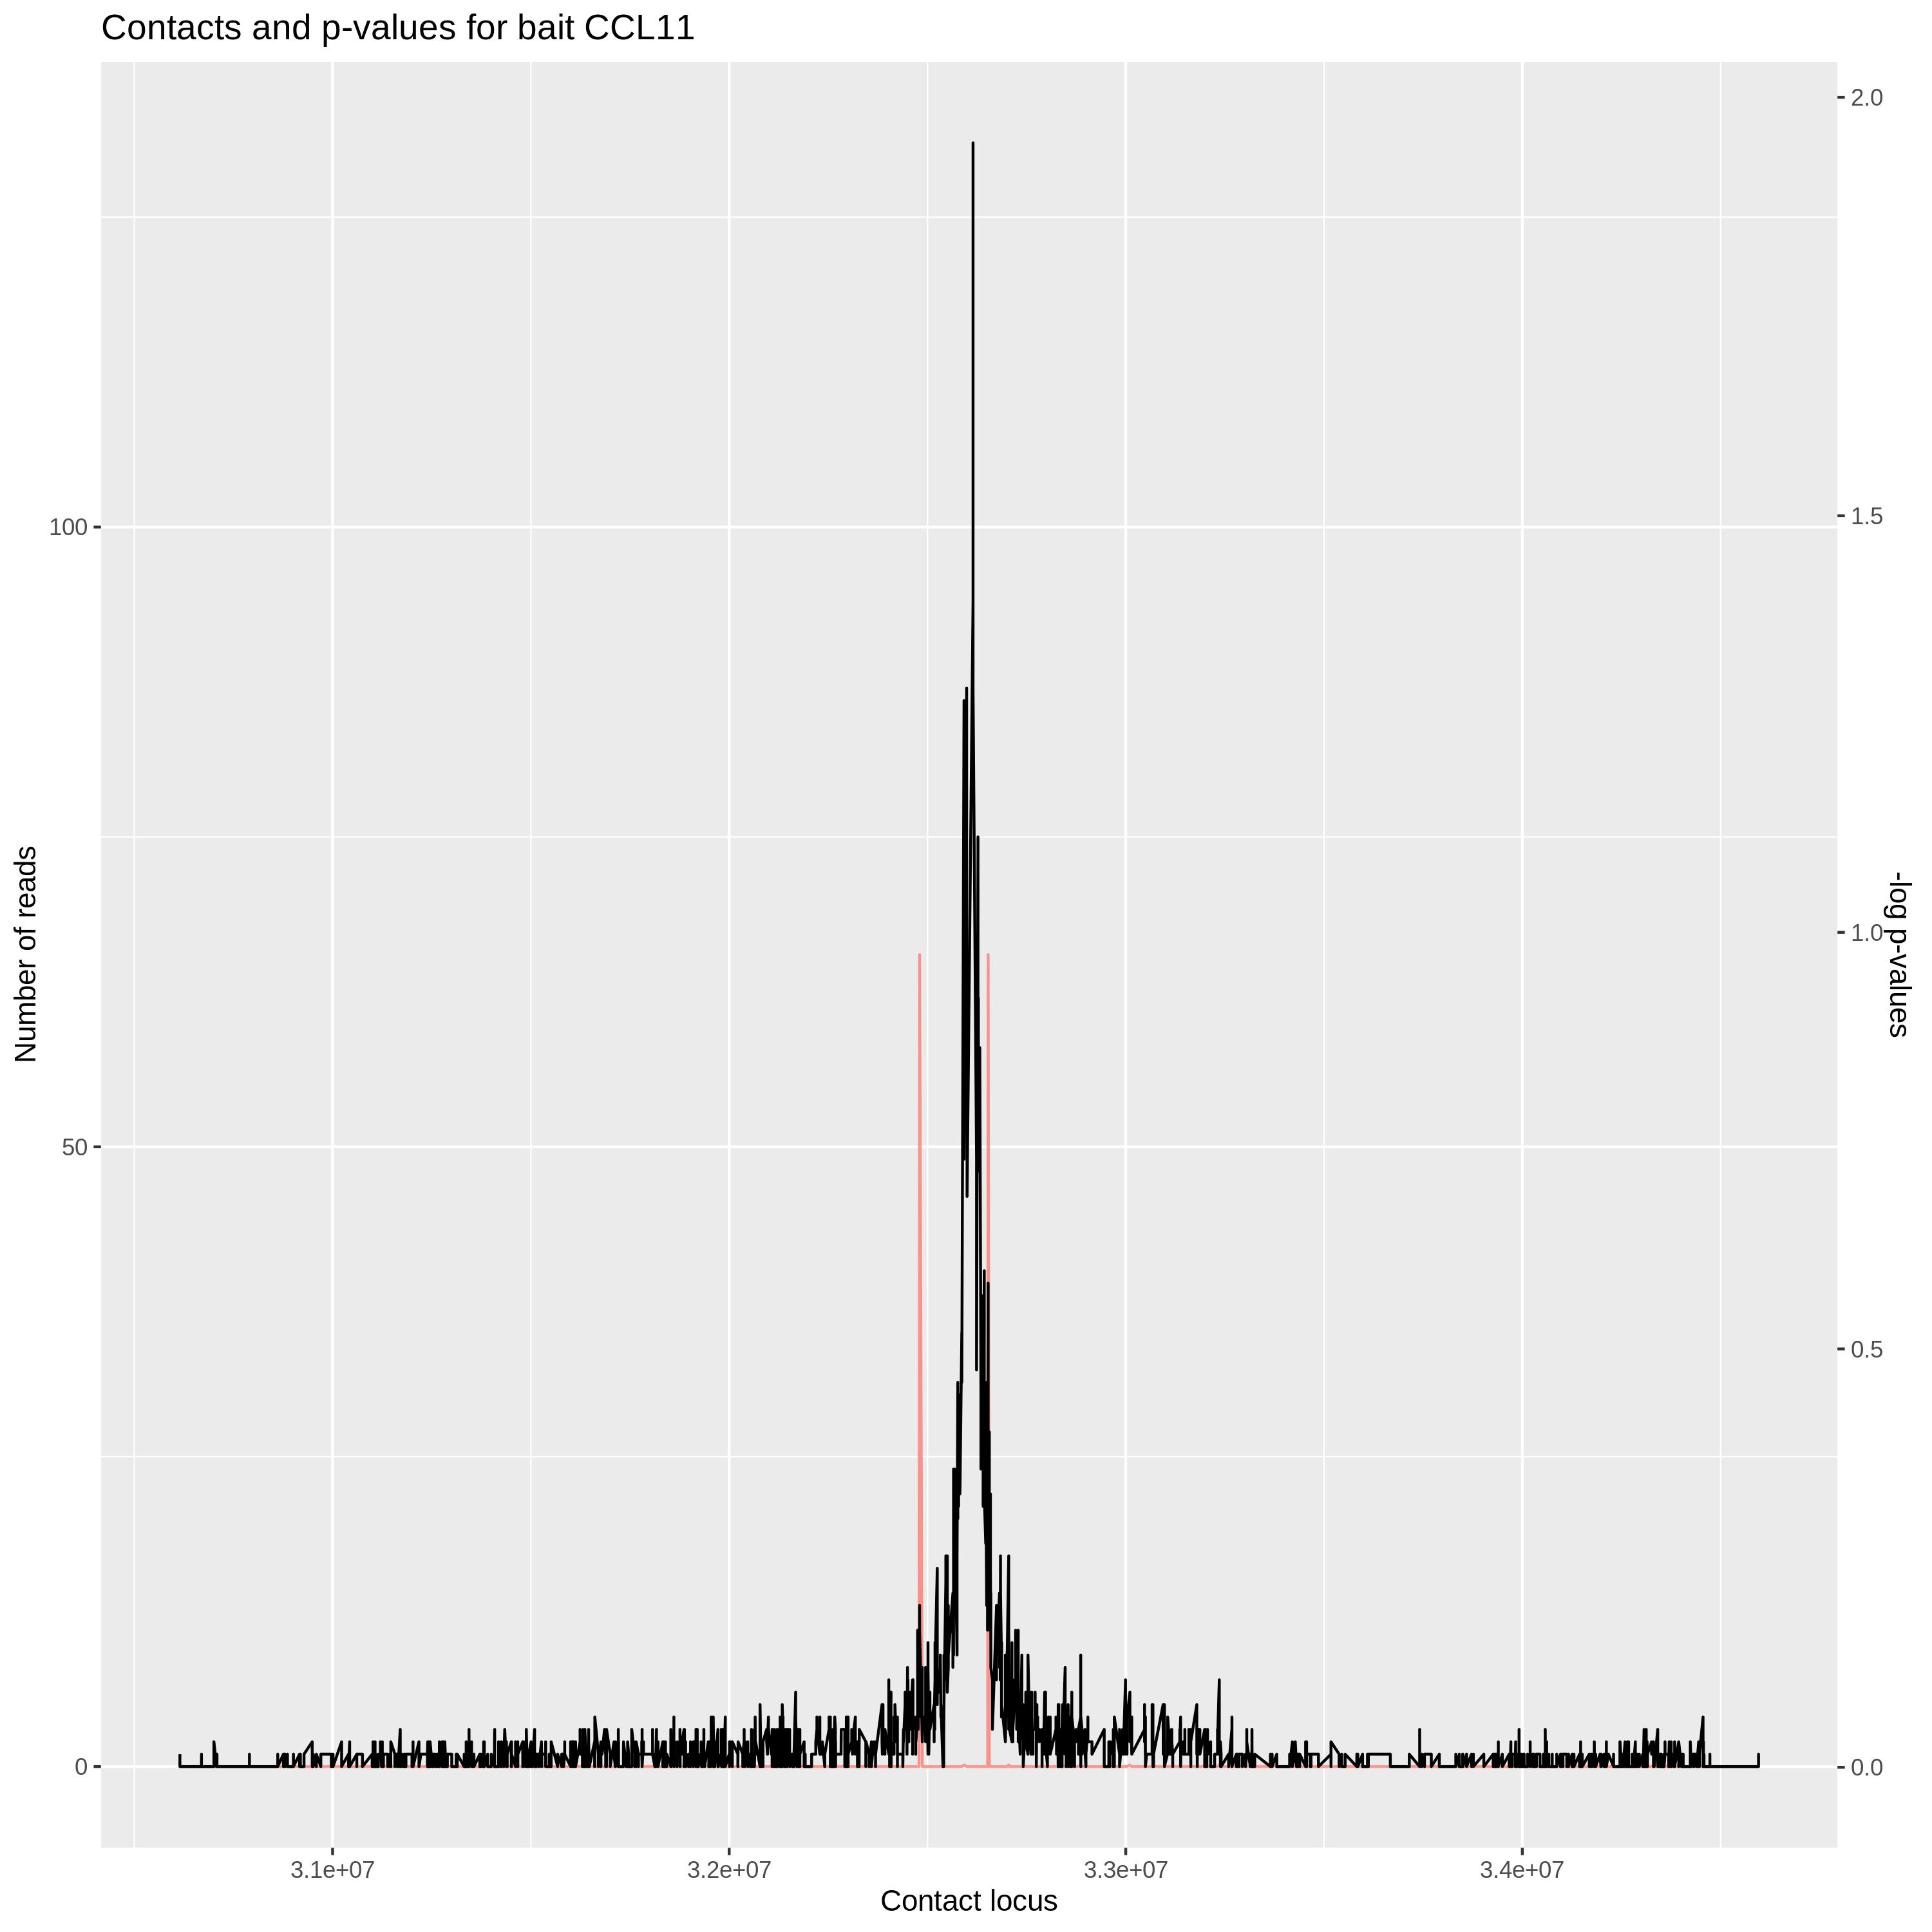 Contacts and p-values for bait CCL11
Number of reads
100
50
0
2.0
1.5
1.0
0.5
0.0
-log p-values
3.1e+07 3.2e+07 3.3e+07 3.4e+07
Contact locus